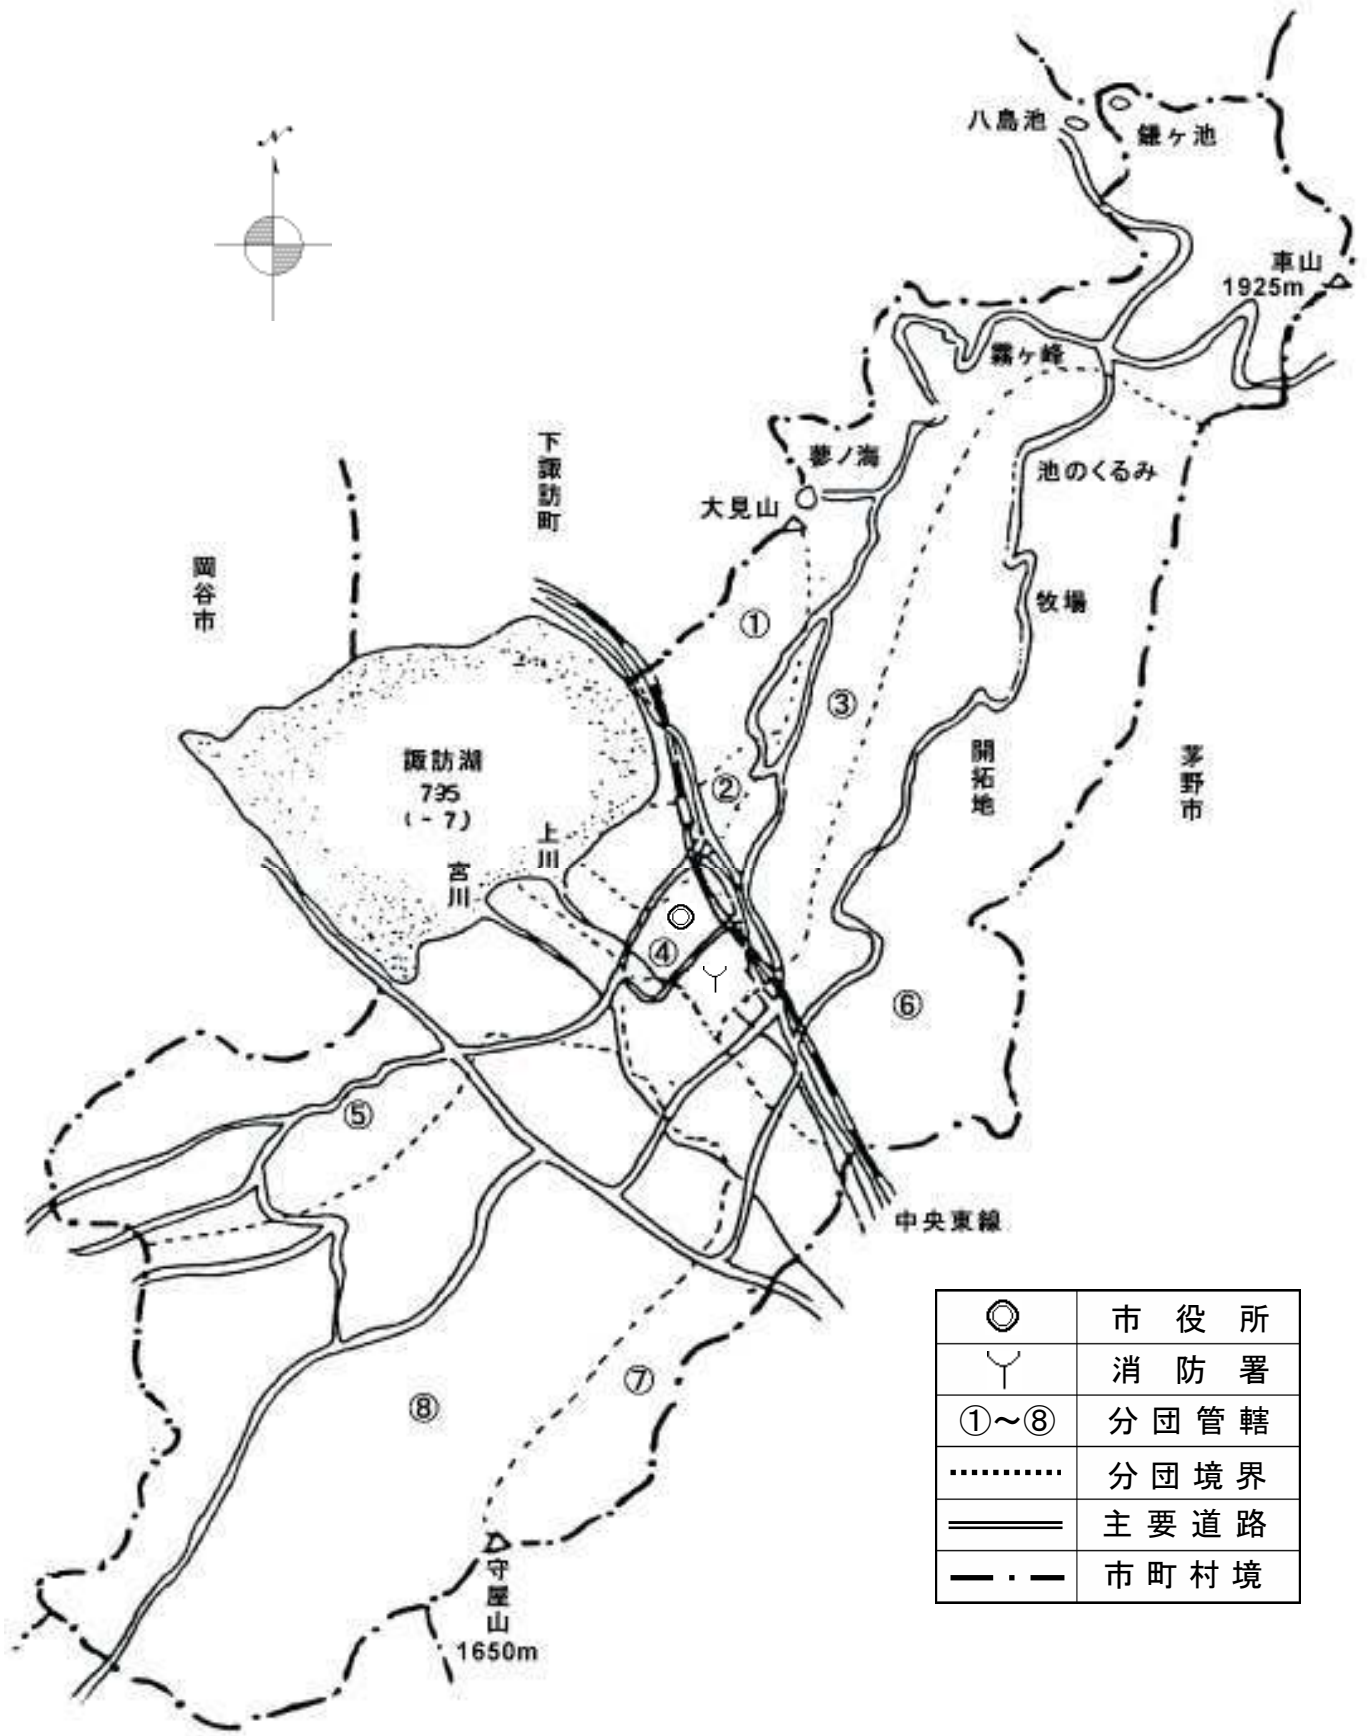 N
八島池
鎌ヶ池
車山
1925m
霧ヶ峰
下諏訪町
夢ノ海
池のくるみ
大見山
岡谷市
牧場
①
③
諏訪湖
開拓地
茅野市
②
(-7)
上川
宮川
④
⑥
⑤
中央東線
⑦
⑧
守屋山
1650m
市役所
消防署
①～⑧ 分団管轄
分団境界
主要道路
市町村境